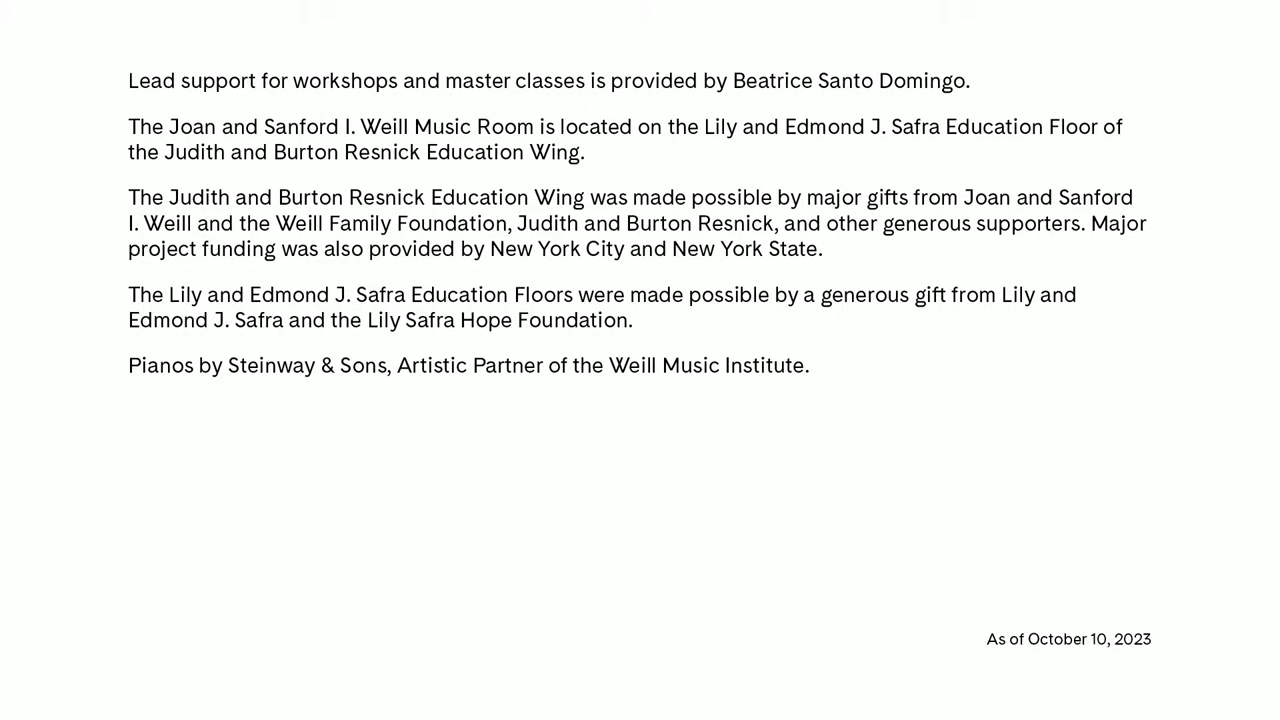 Lead support for workshops and master classes is provided by Beatrice Santo Domingo.
The Joan and Sanford I. Weill Music Room is located on the Lily and Edmond J. Safra Education Floor of
the Judith and Burton Resnick Education Wing.
The Judith and Burton Resnick Education Wing was made possible by major gifts from Joan and Sanford
I. Weill and the Weill Family Foundation, Judith and Burton Resnick, and other generous supporters. Major
project funding was also provided by New York City and New York State.
The Lily and Edmond J. Safra Education Floors were made possible by a generous gift from Lily and
Edmond J. Safra and the Lily Safra Hope Foundation.
Pianos by Steinway & Sons, Artistic Partner of the Weill Music Institute.
As of October 10, 2023